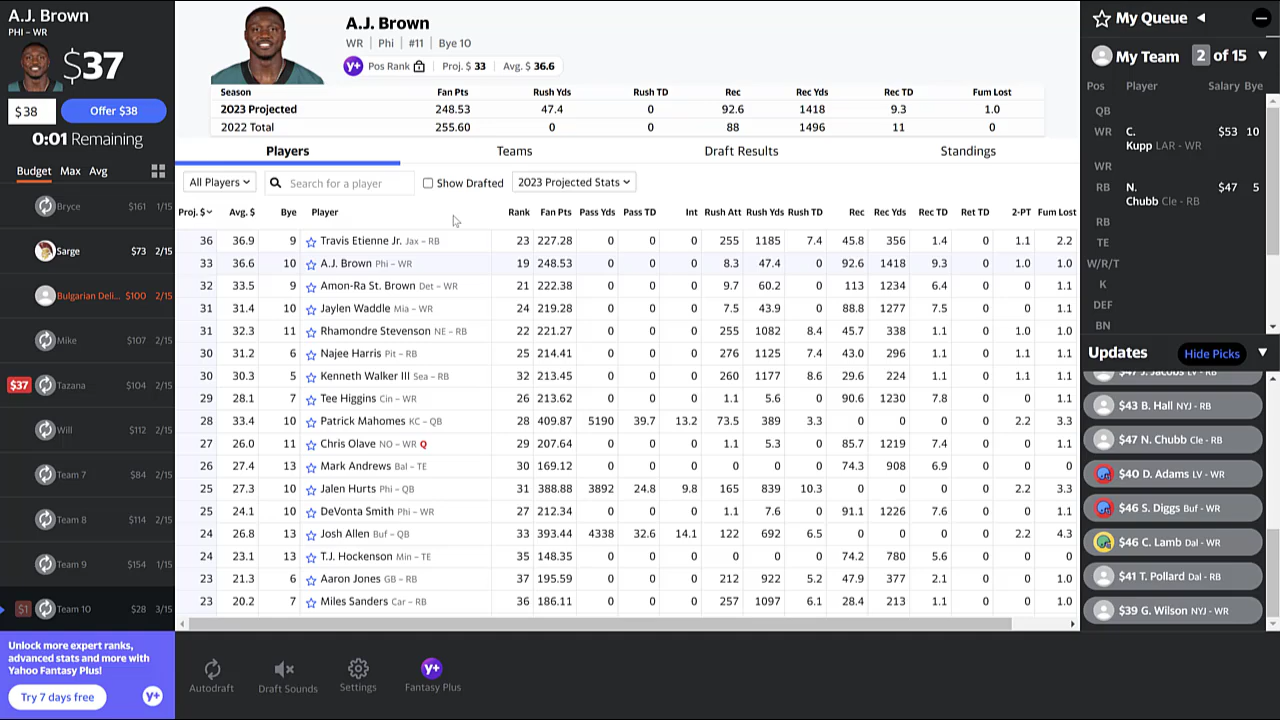 A.J. Brown
PHI – WR
$37
$ 38
Offer $38
0:01 Remaining
Budget Max Avg
Bryce $161 1/15
Sarge $73 2/15
Bulgarian Deli... $100 2/15
Mike $107 2/15
$37 Tazana $104 2/15
Will $112 2/15
Team 7 $84 2/15
Team 8 $114 2/15
Team 9 $154 1/15
$1 Team 10 $28 3/15
Unlock more expert ranks,
advanced stats and more with
Yahoo Fantasy Plus!
Try 7 days free
y+
A.J. Brown
WR | Phi | #11 | Bye 10
y+ Pos Rank | Proj. $ 33 | Avg. $ 36.6
Season Fan Pts Rush Yds Rush TD Rec Rec Yds Rec TD Fum Lost
2023 Projected 248.53 47.4 0 92.6 1418 9.3 1.0
2022 Total 255.60 0 0 88 1496 11 0
Players Teams Draft Results Standings
All Players Search for a player Show Drafted 2023 Projected Stats
Proj. $ Avg. $ Bye Player Rank Fan Pts Pass Yds Pass TD Int Rush Att Rush Yds Rush TD Rec Rec Yds Rec TD Ret TD 2-PT Fum Lost
36 36.9 9 Travis Etienne Jr. Jax – RB 23 227.28 0 0 0 255 1185 7.4 45.8 356 1.4 0 1.1 2.2
33 36.6 10 A.J. Brown Phi – WR 19 248.53 0 0 0 8.3 47.4 0 92.6 1418 9.3 0 1.0 1.0
32 33.5 9 Amon-Ra St. Brown Det – WR 21 222.38 0 0 0 9.7 60.2 0 113 1234 6.4 0 0 1.1
31 31.4 10 Jaylen Waddle Mia – WR 24 219.28 0 0 0 7.5 43.9 0 88.8 1277 7.5 0 0 1.1
31 32.3 11 Rhamondre Stevenson NE – RB 22 221.27 0 0 0 255 1082 8.4 45.7 338 1.1 0 1.0 1.0
30 31.2 6 Najee Harris Pit – RB 25 214.41 0 0 0 276 1125 7.4 43.0 296 1.1 0 1.1 1.1
30 30.3 5 Kenneth Walker III Sea – RB 32 213.45 0 0 0 260 1177 8.6 29.6 224 1.1 0 1.1 1.0
29 28.1 7 Tee Higgins Cin – WR 26 213.62 0 0 0 1.1 5.6 0 90.6 1230 7.8 0 0 1.1
28 33.4 10 Patrick Mahomes KC – QB 28 409.87 5190 39.7 13.2 73.5 389 3.3 0 0 0 0 2.2 3.3
27 26.0 11 Chris Olave NO – WR Q 29 207.64 0 0 0 1.1 5.3 0 85.7 1219 7.4 0 0 1.1
26 27.4 13 Mark Andrews Bal – TE 30 169.12 0 0 0 0 0 0 74.3 908 6.9 0 0 0
25 27.3 10 Jalen Hurts Phi – QB 31 388.88 3892 24.8 9.8 165 839 10.3 0 0 0 0 2.2 3.3
25 24.1 10 DeVonta Smith Phi – WR 27 212.34 0 0 0 1.1 7.6 0 91.1 1226 7.6 0 0 1.1
24 26.8 13 Josh Allen Buf – QB 33 393.44 4338 32.6 14.1 122 692 6.5 0 0 0 0 2.2 4.3
24 23.1 13 T.J. Hockenson Min – TE 35 148.35 0 0 0 0 0 0 74.2 780 5.6 0 0 0
23 21.3 6 Aaron Jones GB – RB 37 195.59 0 0 0 212 922 5.2 47.9 377 2.1 0 0 1.0
23 20.2 7 Miles Sanders Car – RB 36 186.11 0 0 0 257 1097 6.1 28.4 213 1.1 0 0 1.0
Autodraft Draft Sounds Settings Fantasy Plus
My Queue
My Team 2 of 15
Pos Player Salary Bye
QB
WR C. Kupp LAR - WR $53 10
WR
RB N. Chubb Cle - RB $47 5
RB
TE
W/R/T
K
DEF
BN
Updates Hide Picks
$47 J. Jacobs LV - RB
$43 B. Hall NYJ - RB
$47 N. Chubb Cle - RB
$40 D. Adams LV - WR
$46 S. Diggs Buf - WR
$46 C. Lamb Dal - WR
$41 T. Pollard Dal - RB
$39 G. Wilson NYJ - WR